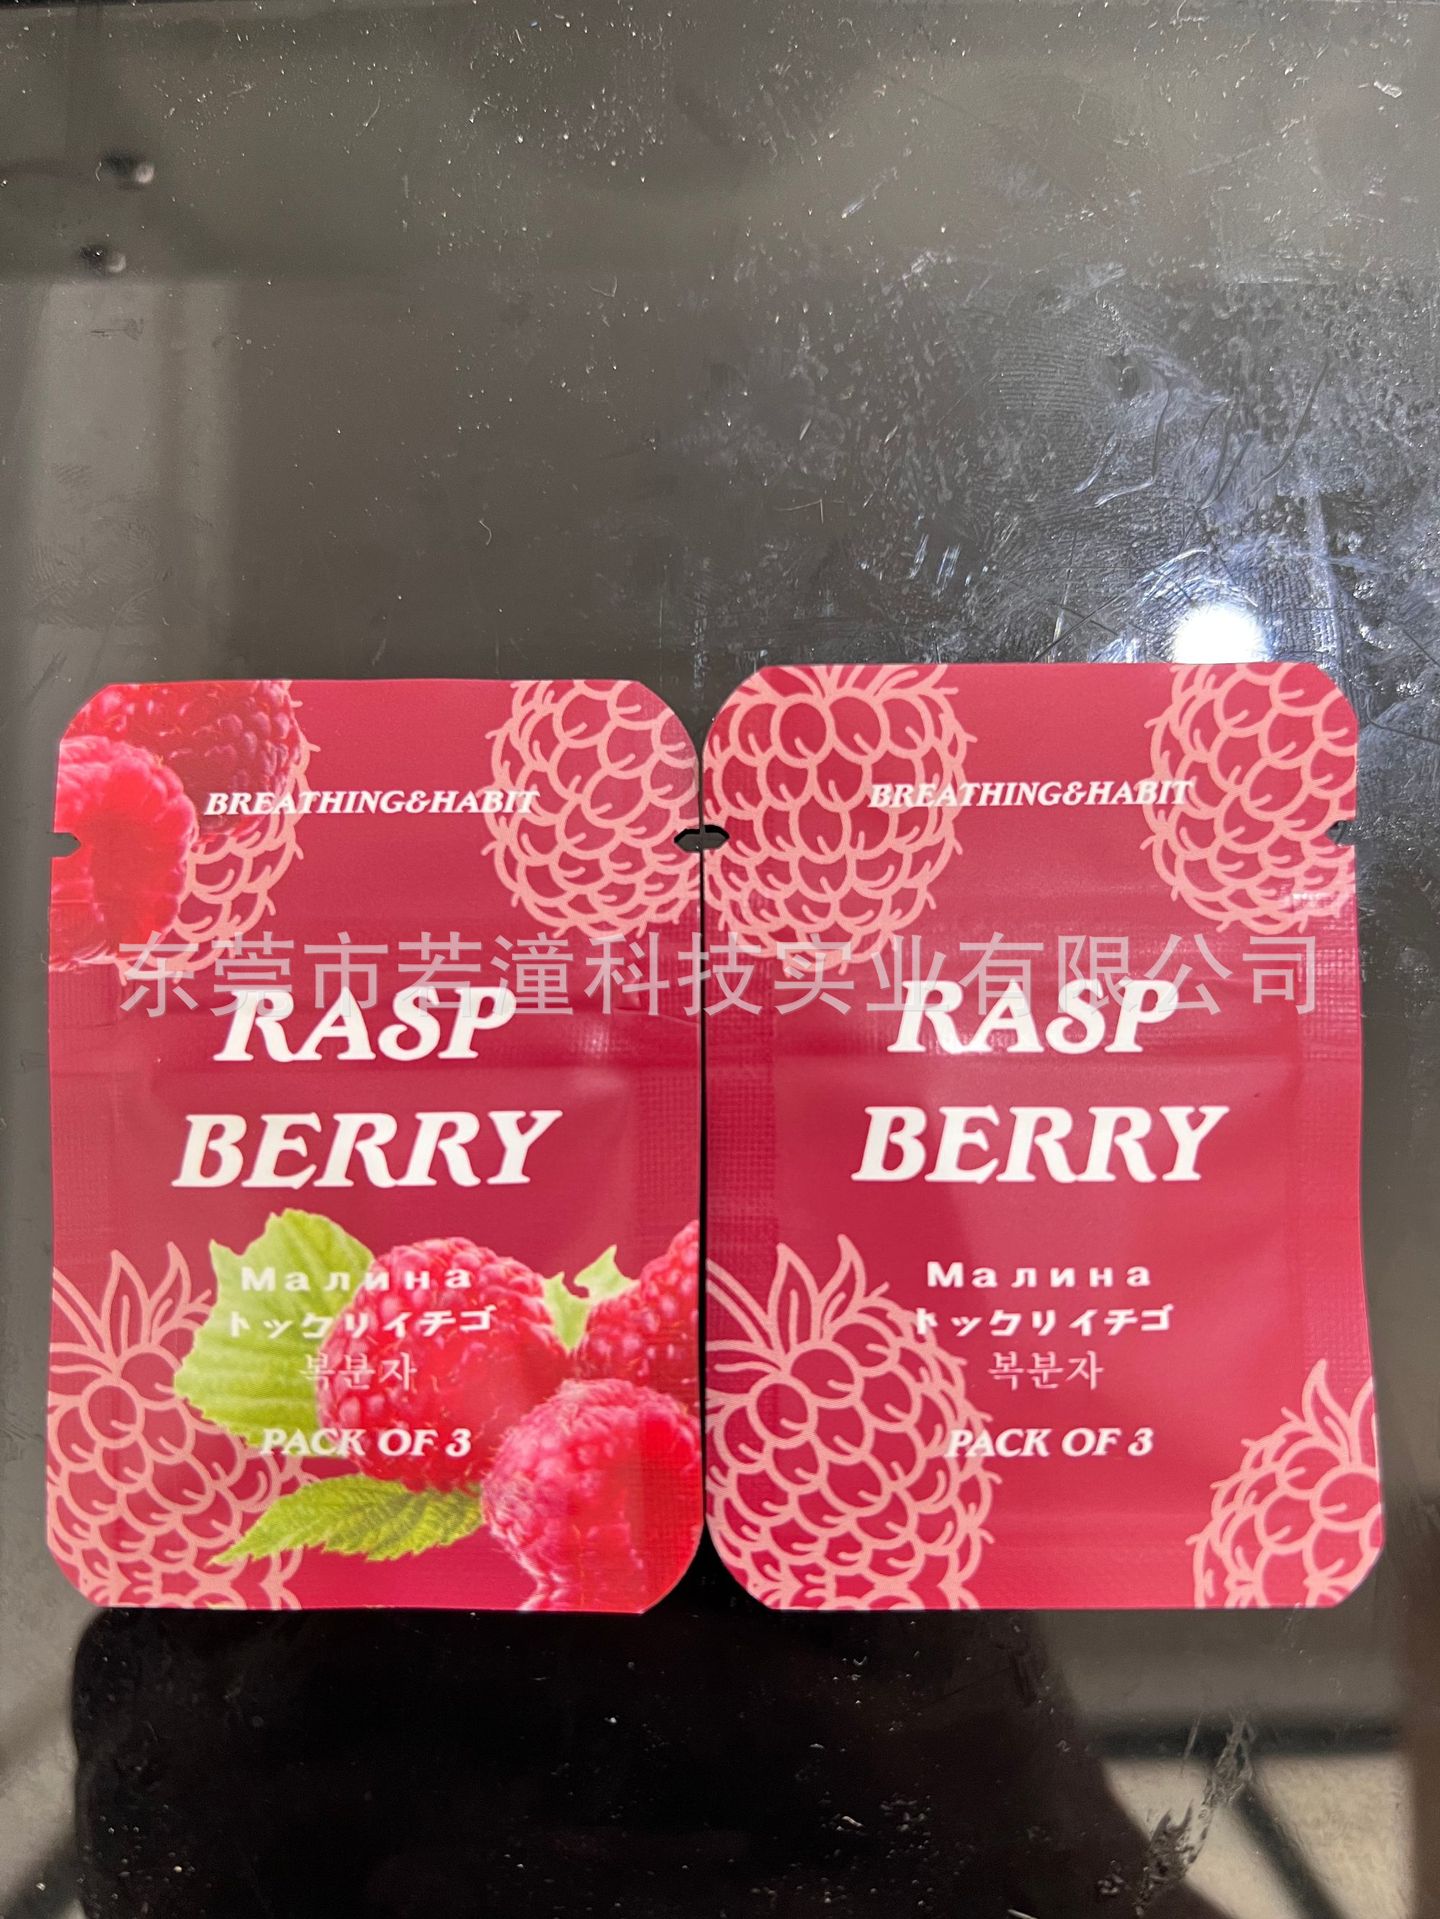 BREATHING&HABIT
RASP
BERRY
Малина
トックリイチゴ
복분자
PACK OF 3
BREATHING&HABIT
RASP
BERRY
Малина
トックリイチゴ
복분자
PACK OF 3
东莞市若潼科技实业有限公司